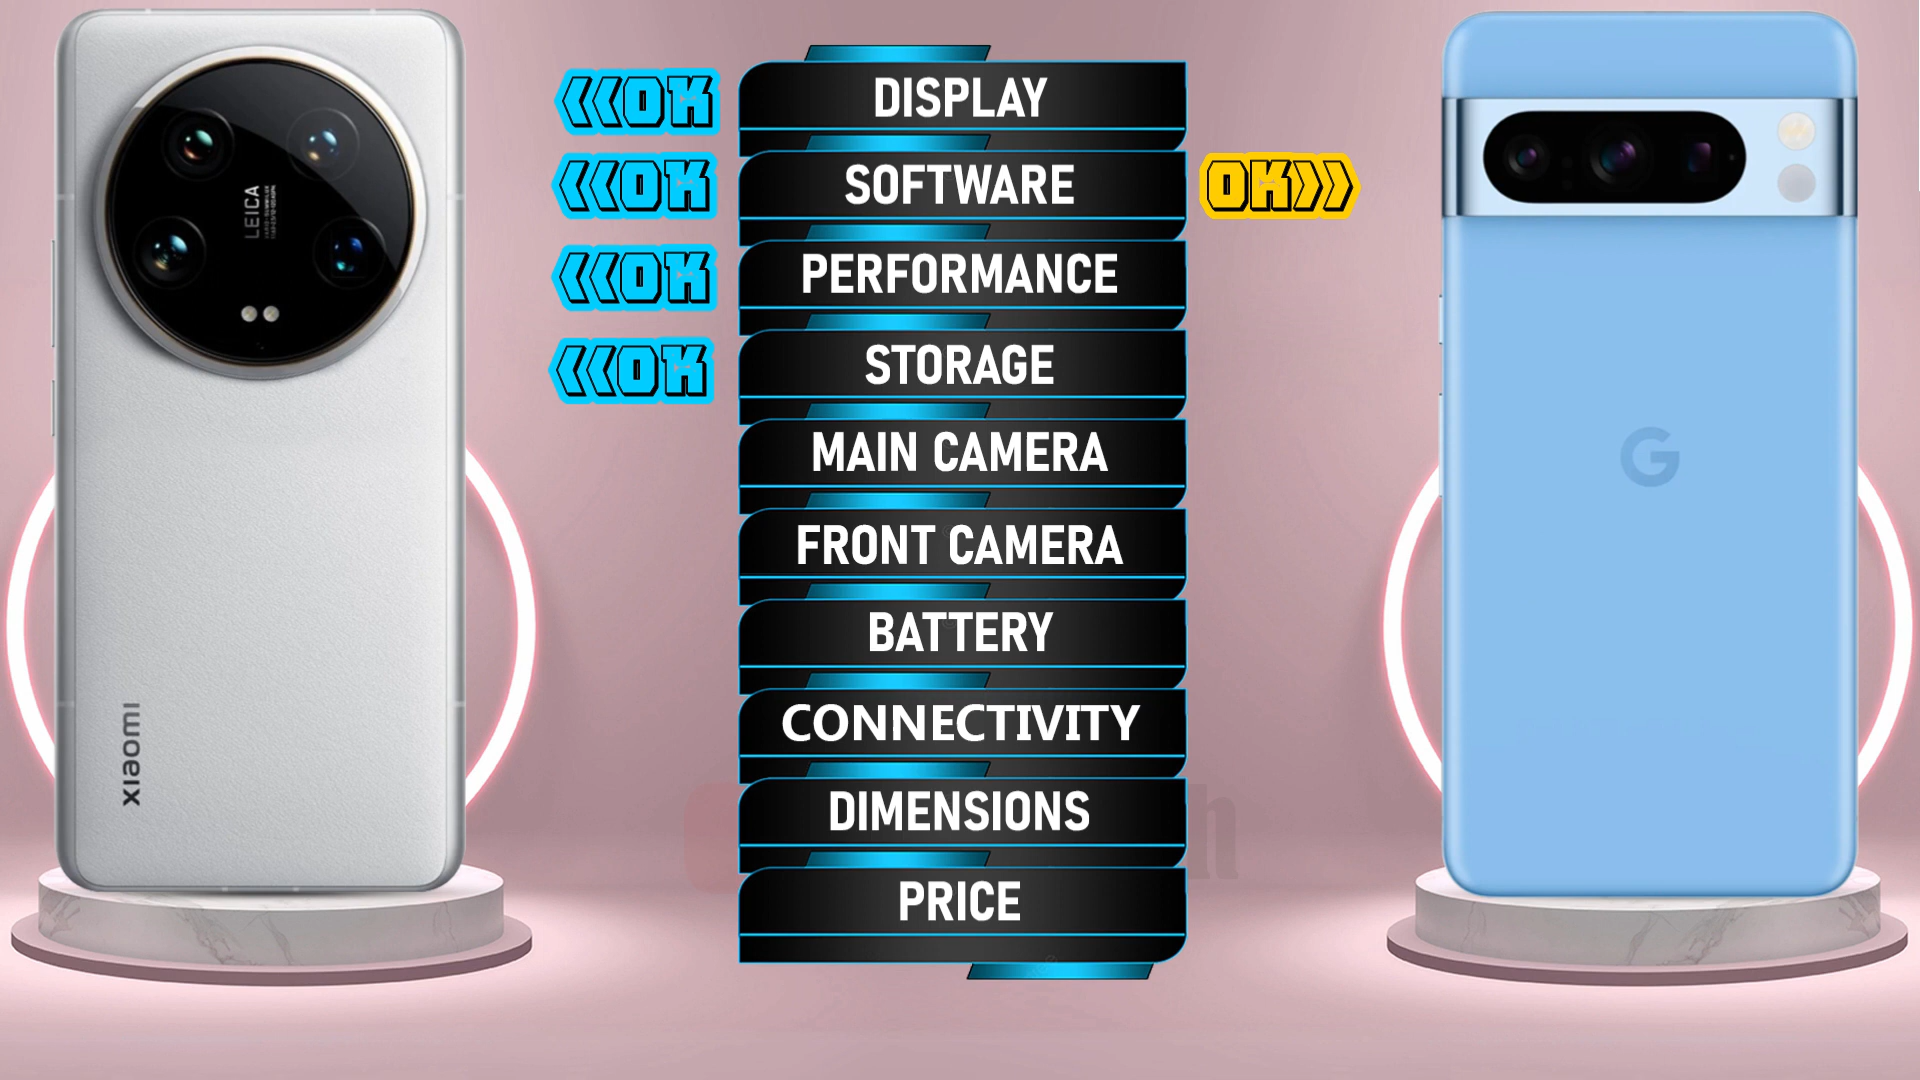 LEICA
xiaomi
<<OK
DISPLAY
<<OK
SOFTWARE
OK>>
<<OK
PERFORMANCE
<<OK
STORAGE
MAIN CAMERA
FRONT CAMERA
BATTERY
CONNECTIVITY
DIMENSIONS
PRICE
G